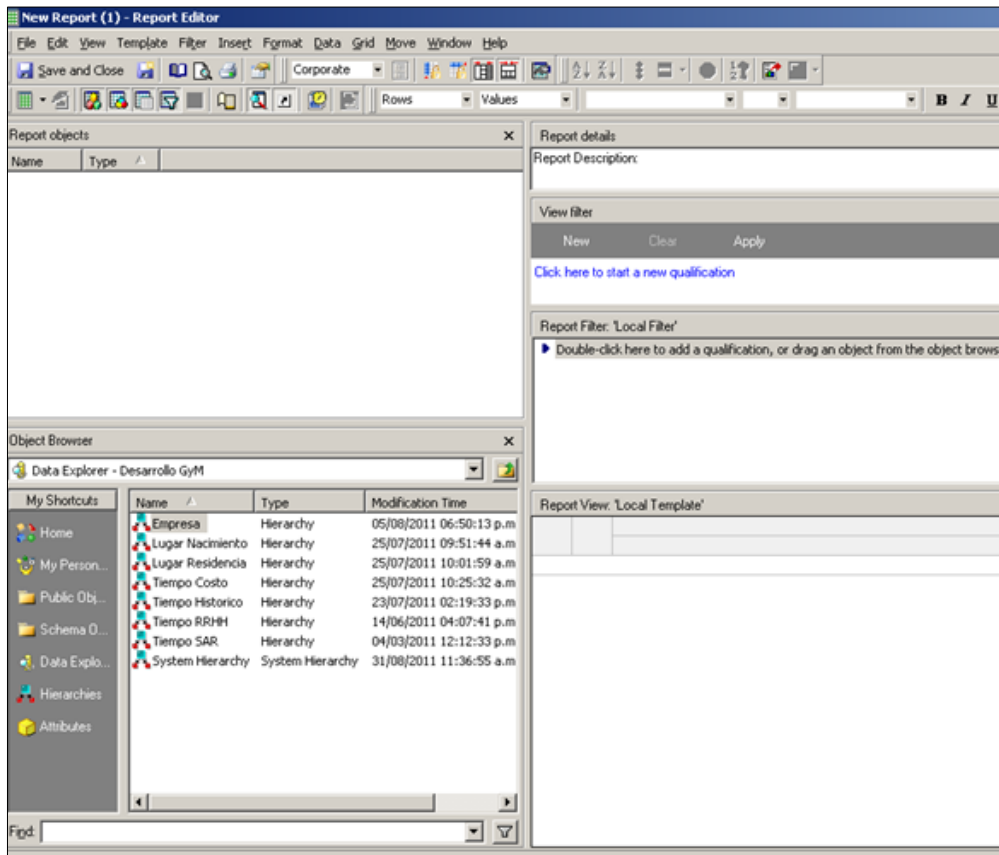 New Report (1) - Report Editor
File Edit View Template Filter Insert Format Data Grid Move Window Help
Save and Close Corporate
Rows Values B I U
Report objects
Name Type
Report details
Report Description:
View filter
New Clear Apply
Click here to start a new qualification
Report Filter: 'Local Filter'
Double-click here to add a qualification, or drag an object from the object brows
Object Browser
Data Explorer - Desarrollo GyM
My Shortcuts
Home
My Person...
Public Obj...
Schema O...
Data Explo...
Hierarchies
Attributes
Name Type Modification Time
Empresa Hierarchy 05/08/2011 06:50:13 p.m
Lugar Nacimiento Hierarchy 25/07/2011 09:51:44 a.m
Lugar Residencia Hierarchy 25/07/2011 10:01:59 a.m
Tiempo Costo Hierarchy 25/07/2011 10:25:32 a.m
Tiempo Historico Hierarchy 23/07/2011 02:19:33 p.m
Tiempo RRHH Hierarchy 14/06/2011 04:07:41 p.m
Tiempo SAR Hierarchy 04/03/2011 12:12:33 p.m
System Hierarchy System Hierarchy 31/08/2011 11:36:55 a.m
Find:
Report View: 'Local Template'